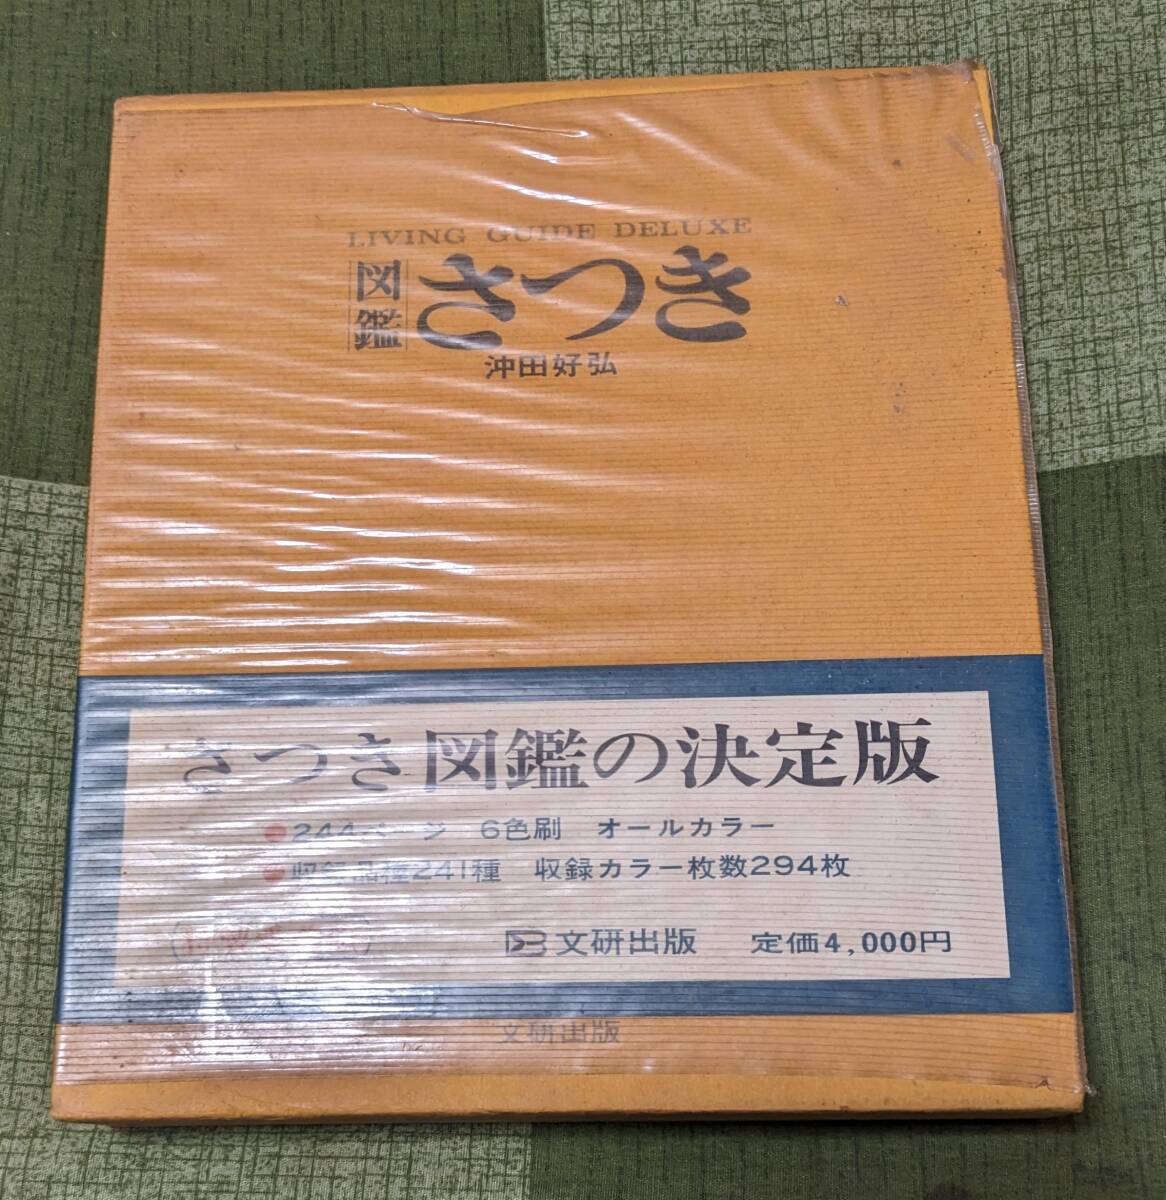 LIVING GUIDE DELUXE
図鑑
さつき
沖田好弘
さつき図鑑の決定版
●244ページ 6色刷 オールカラー
●収録品種241種 収録カラー枚数294枚
文研出版 定価4,000円
文研出版